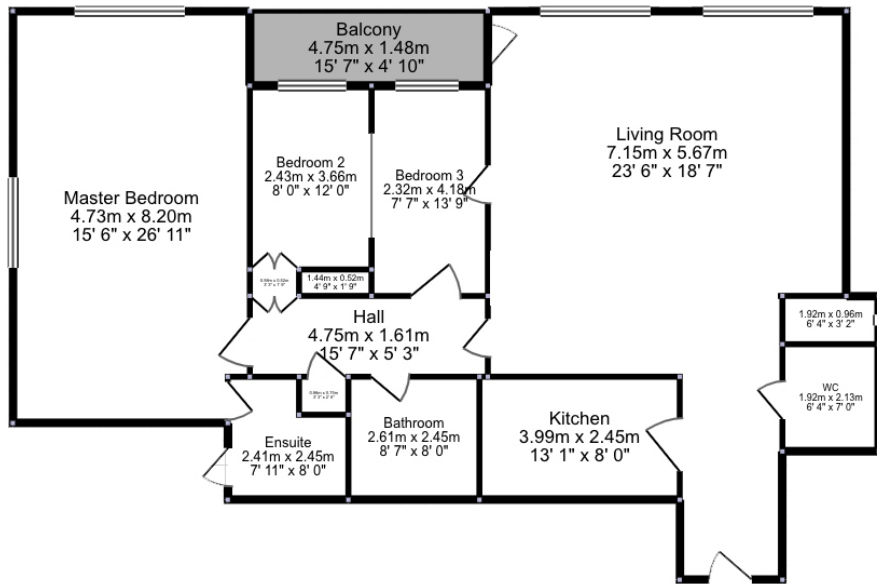 Balcony
4.75m x 1.48m
15' 7" x 4' 10"
Living Room
7.15m x 5.67m
23' 6" x 18' 7"
Bedroom 2
2.43m x 3.66m
8' 0" x 12' 0"
Bedroom 3
2.32m x 4.18m
7' 7" x 13' 9"
Master Bedroom
4.73m x 8.20m
15' 6" x 26' 11"
1.44m x 0.52m
4' 9" x 1' 9"
Hall
4.75m x 1.61m
15' 7" x 5' 3"
1.92m x 0.96m
6' 4" x 3' 2"
WC
1.92m x 2.13m
6' 4" x 7' 0"
Kitchen
3.99m x 2.45m
13' 1" x 8' 0"
Bathroom
2.61m x 2.45m
8' 7" x 8' 0"
Ensuite
2.41m x 2.45m
7' 11" x 8' 0"